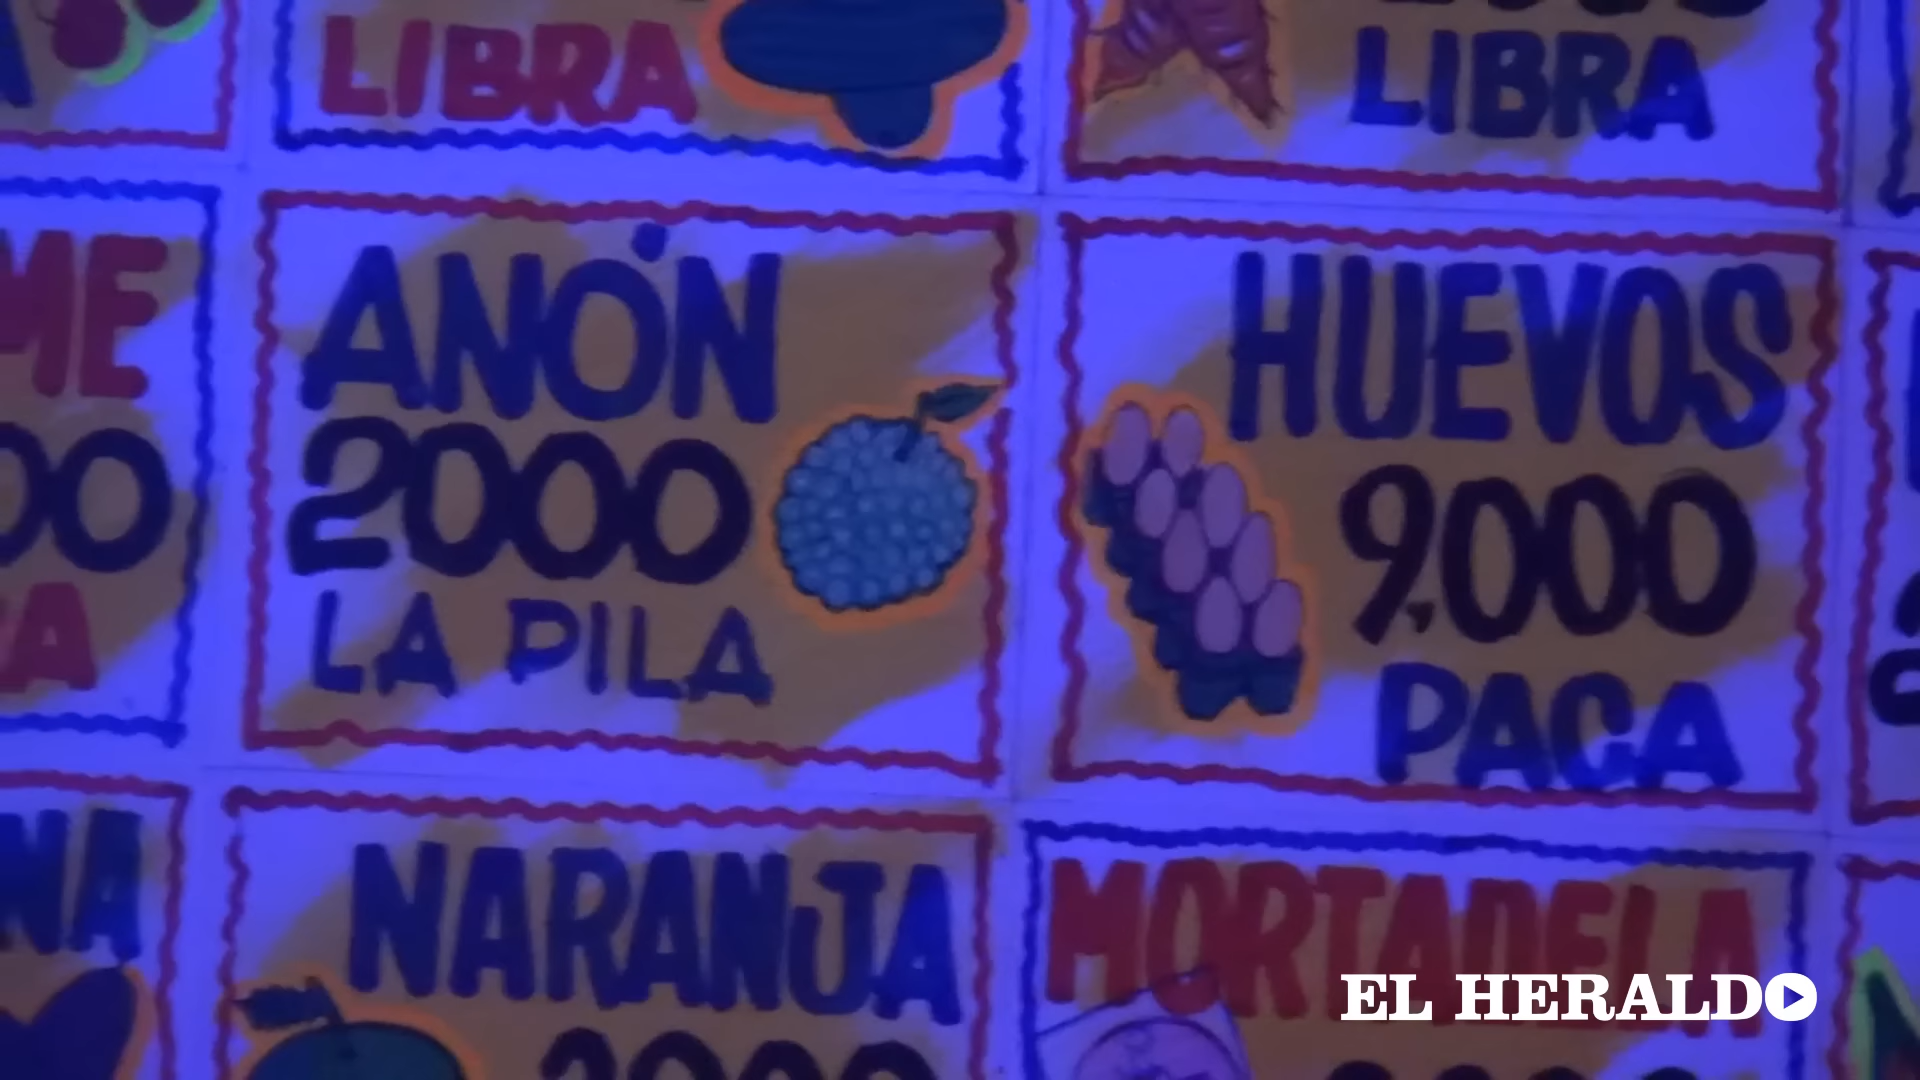 LIBRA
LIBRA
ME
ANÓN
2000
LA PILA
HUEVOS
9,000
PACA
NARANJA
MORTADELA
EL HERALDO